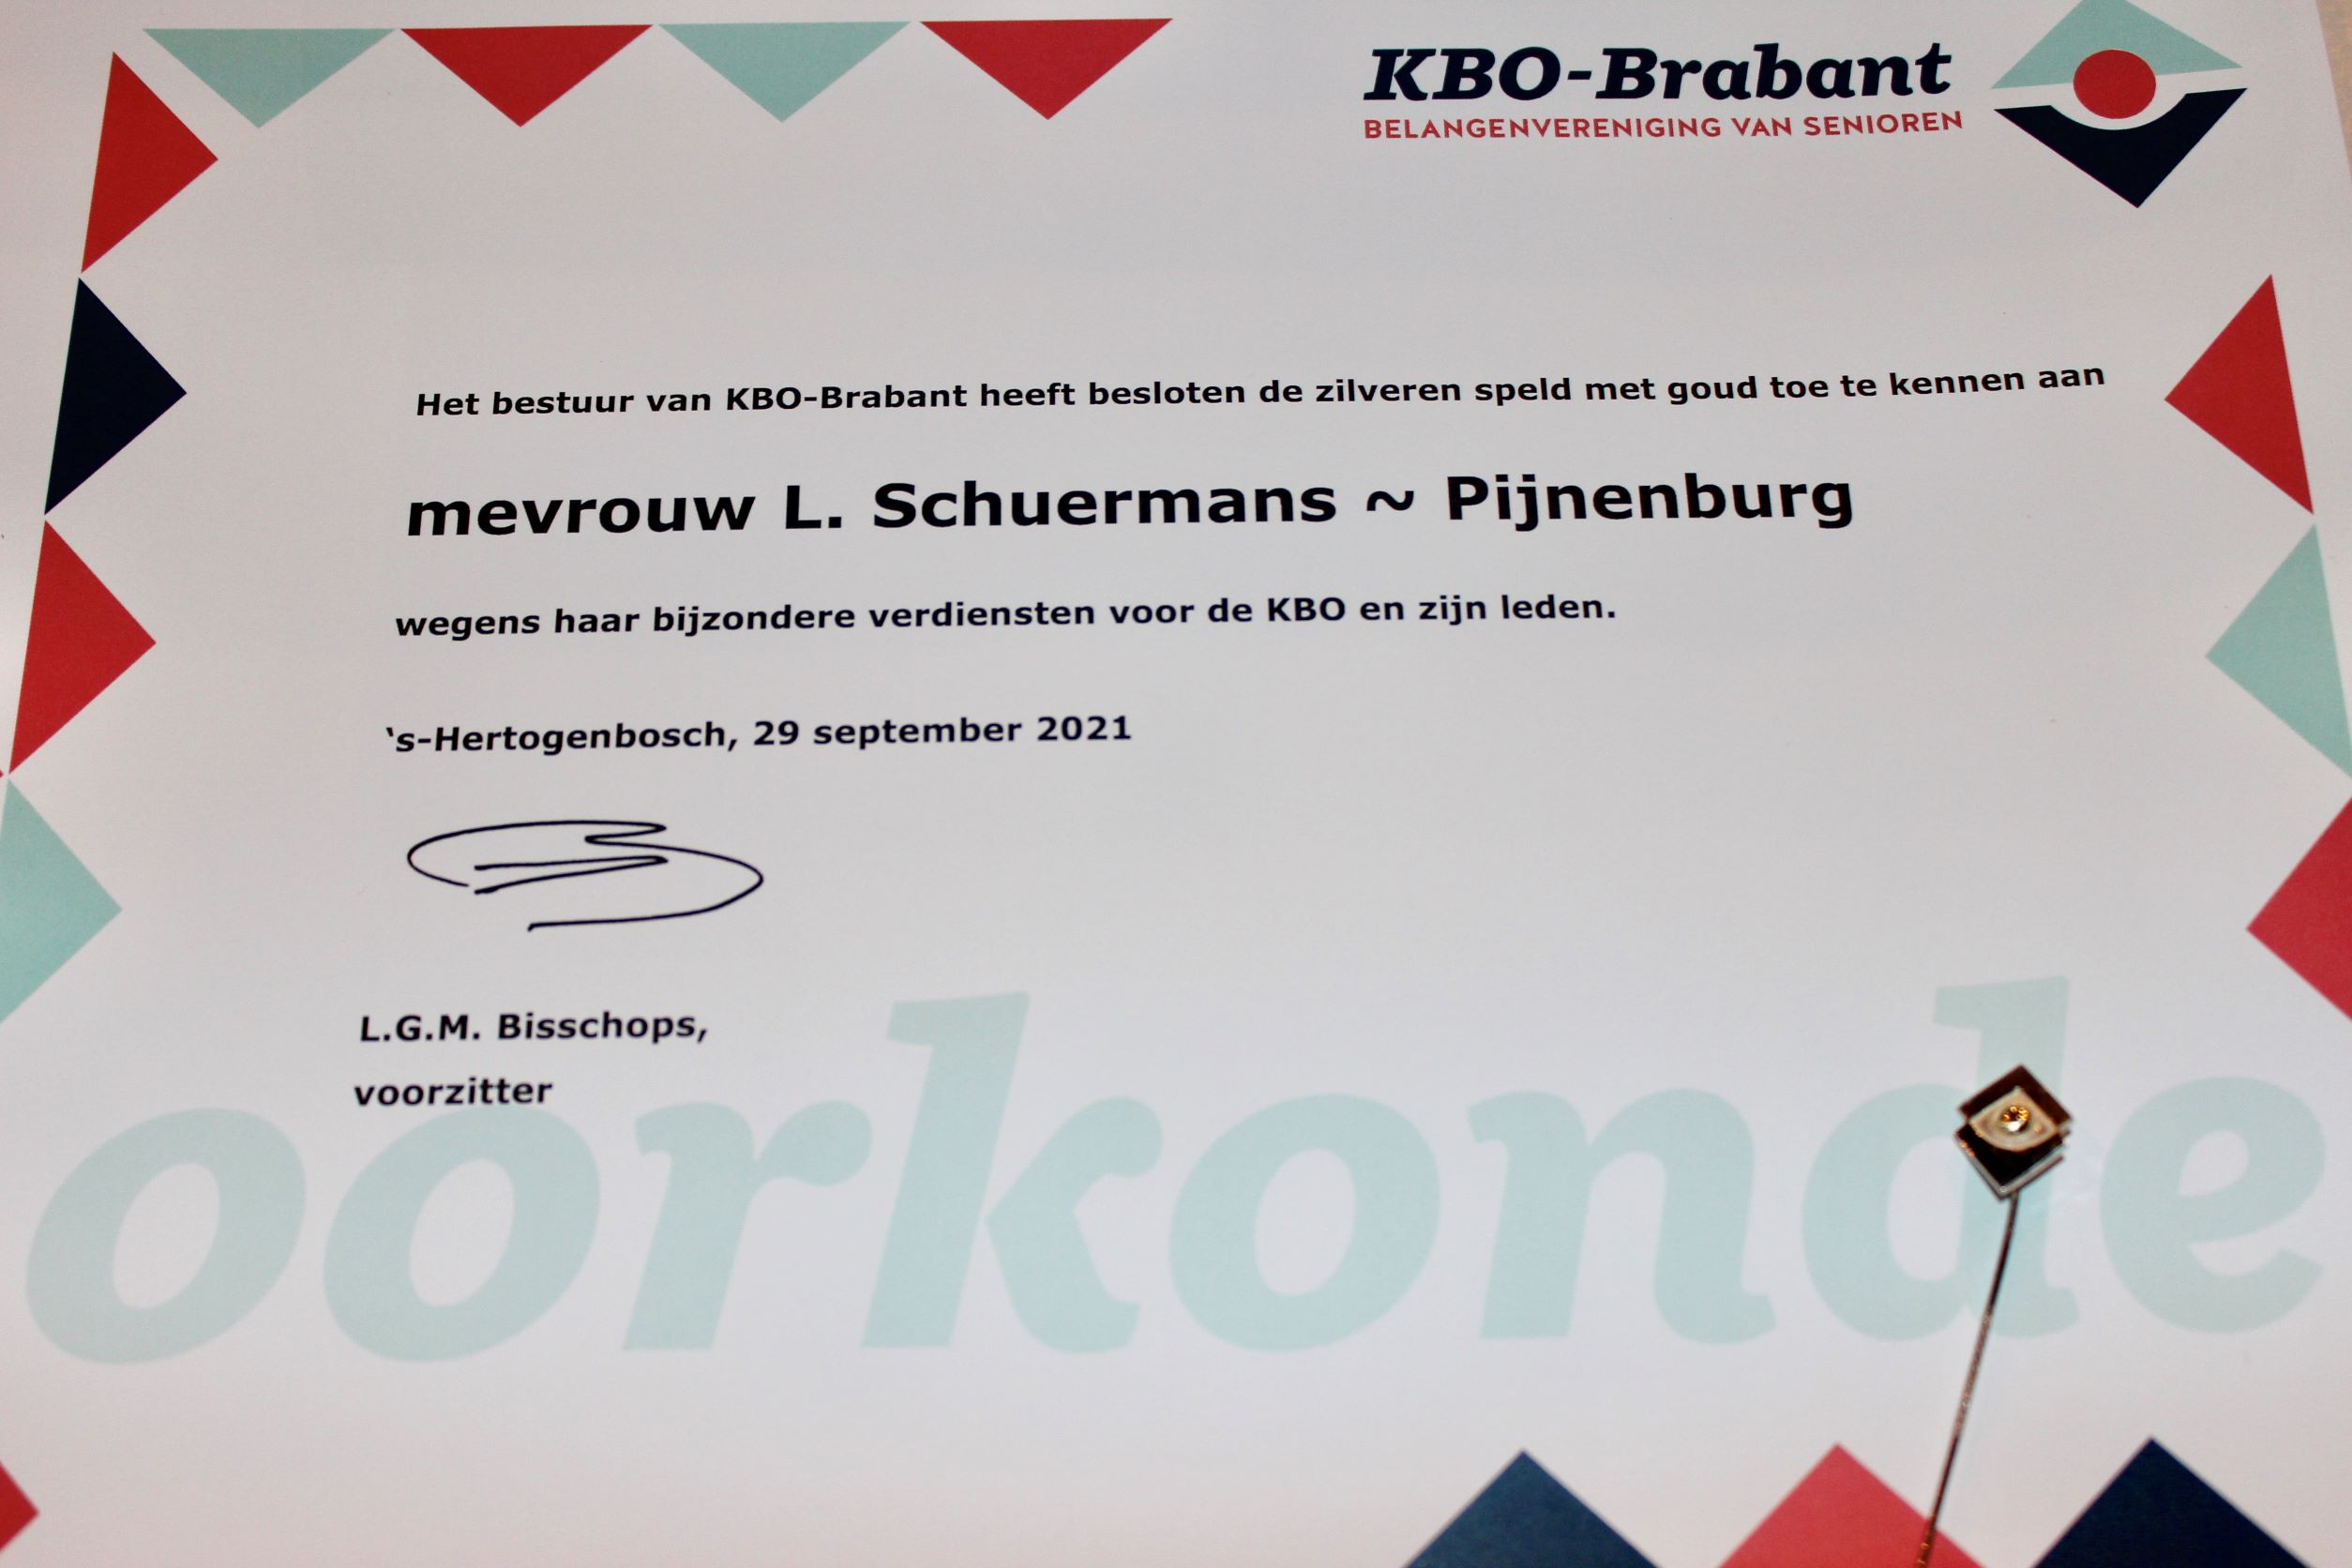 KBO-Brabant
BELANGENVERENIGING VAN SENIOREN
Het bestuur van KBO-Brabant heeft besloten de zilveren speld met goud toe te kennen aan
mevrouw L. Schuermans ~ Pijnenburg
wegens haar bijzondere verdiensten voor de KBO en zijn leden.
‘s-Hertogenbosch, 29 september 2021
L.G.M. Bisschops,
voorzitter
oorkonde